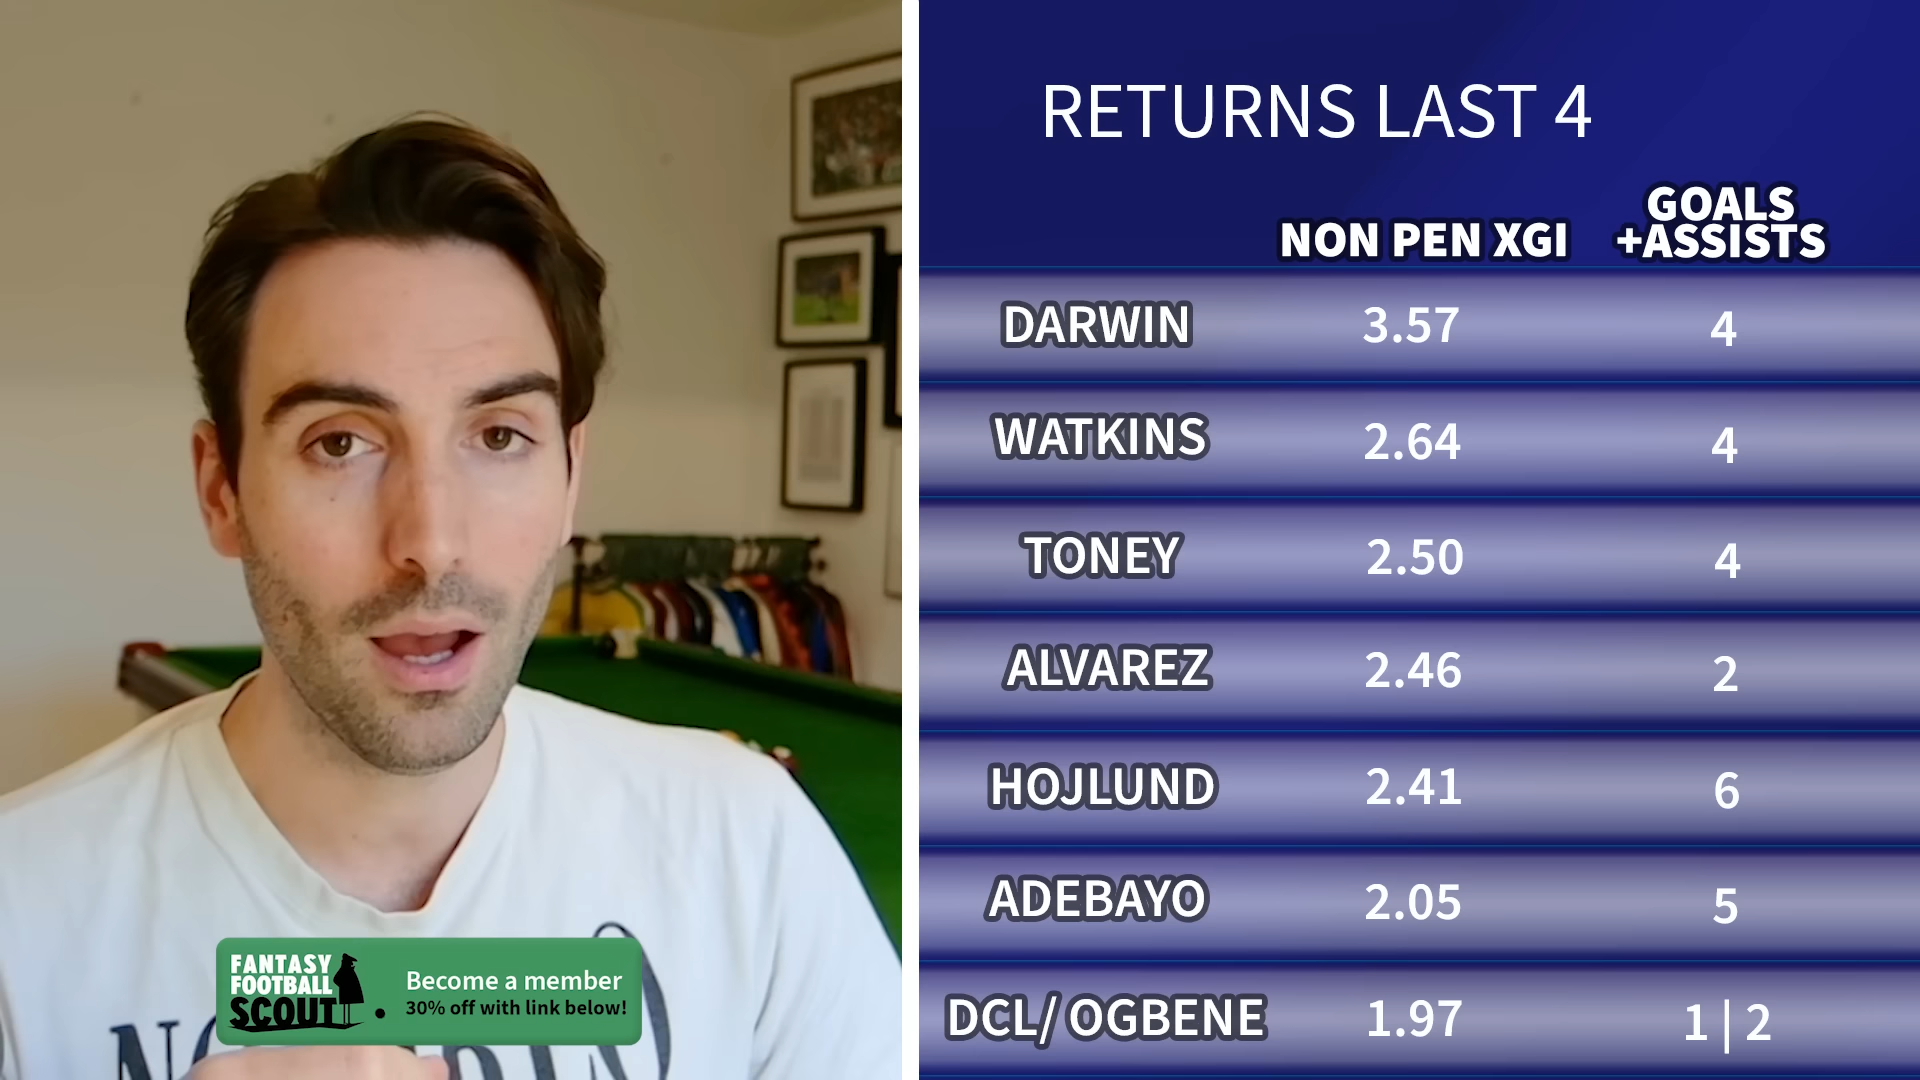 RETURNS LAST 4
NON PEN XGI
GOALS
+ASSISTS
DARWIN 3.57 4
WATKINS 2.64 4
TONEY 2.50 4
ALVAREZ 2.46 2
HOJLUND 2.41 6
ADEBAYO 2.05 5
DCL/ OGBENE 1.97 1 | 2
FANTASY
FOOTBALL
SCOUT
Become a member
30% off with link below!